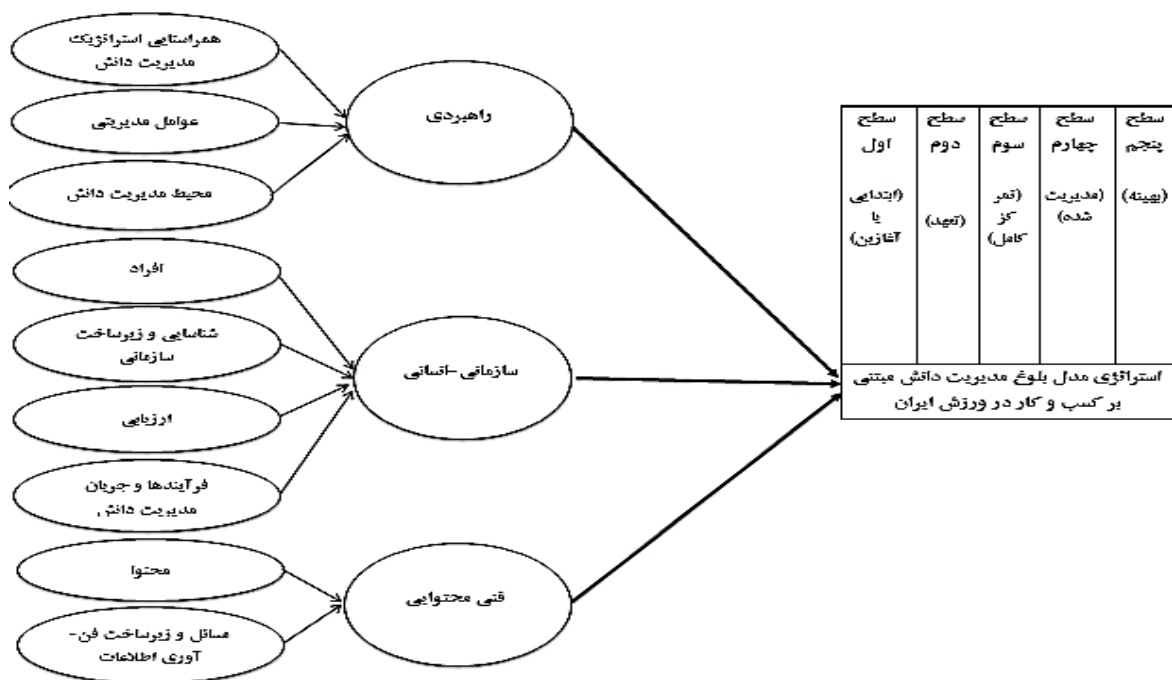 همراستایی استراتژیک
مدیریت دانش
عوامل مدیریتی
محیط مدیریت دانش
افراد
شناسایی و زیرساخت
سازمانی
ارزیابی
فرآیندها و جریان
مدیریت دانش
محتوا
مسائل و زیرساخت فن-
آوری اطلاعات
راهبردی
سازمانی-انسانی
فنی محتوایی
سطح
پنجم
(بهینه)
سطح
چهارم
(مدیریت
شده)
سطح
سوم
(تمر
کز
کامل)
سطح
دوم
(تعهد)
سطح
اول
(ابتدایی
یا
آغازین)
استراتژی مدل بلوغ مدیریت دانش مبتنی
بر کسب و کار در ورزش ایران